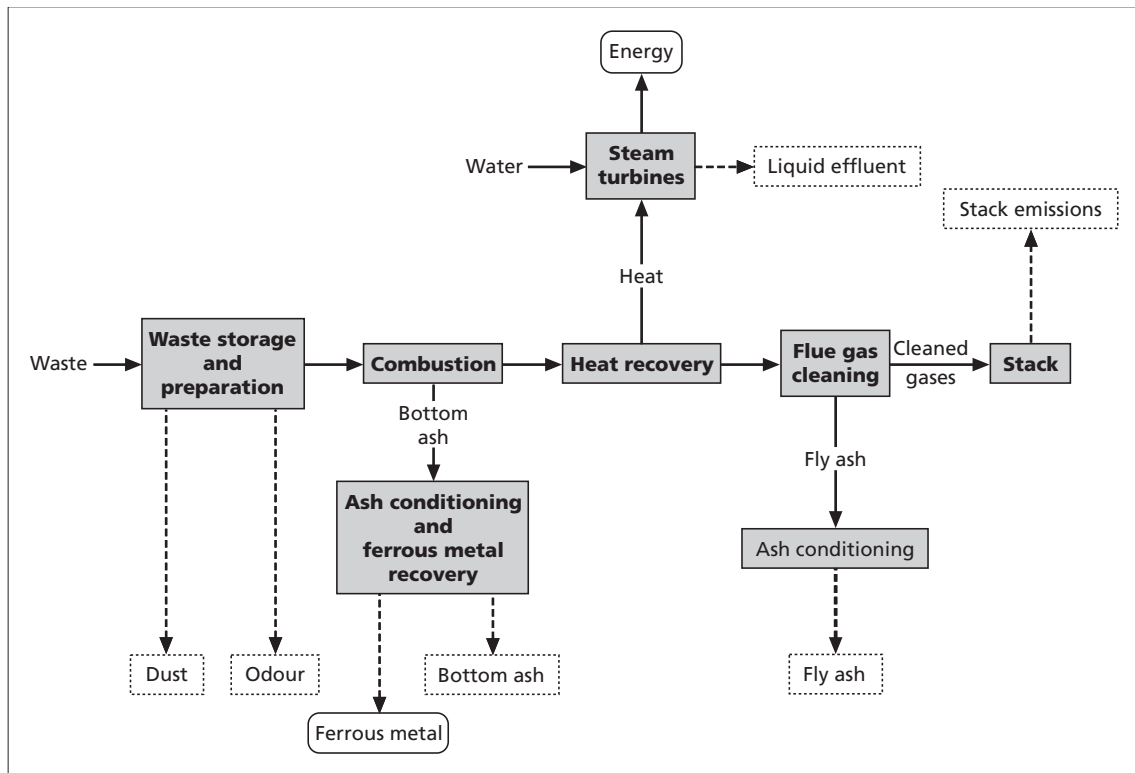 Energy
Water
Steam
turbines
Liquid effluent
Stack emissions
Heat
Waste
Waste storage
and
preparation
Combustion
Heat recovery
Flue gas
cleaning
Cleaned
gases
Stack
Bottom
ash
Fly ash
Ash conditioning
and
ferrous metal
recovery
Ash conditioning
Dust
Odour
Bottom ash
Fly ash
Ferrous metal